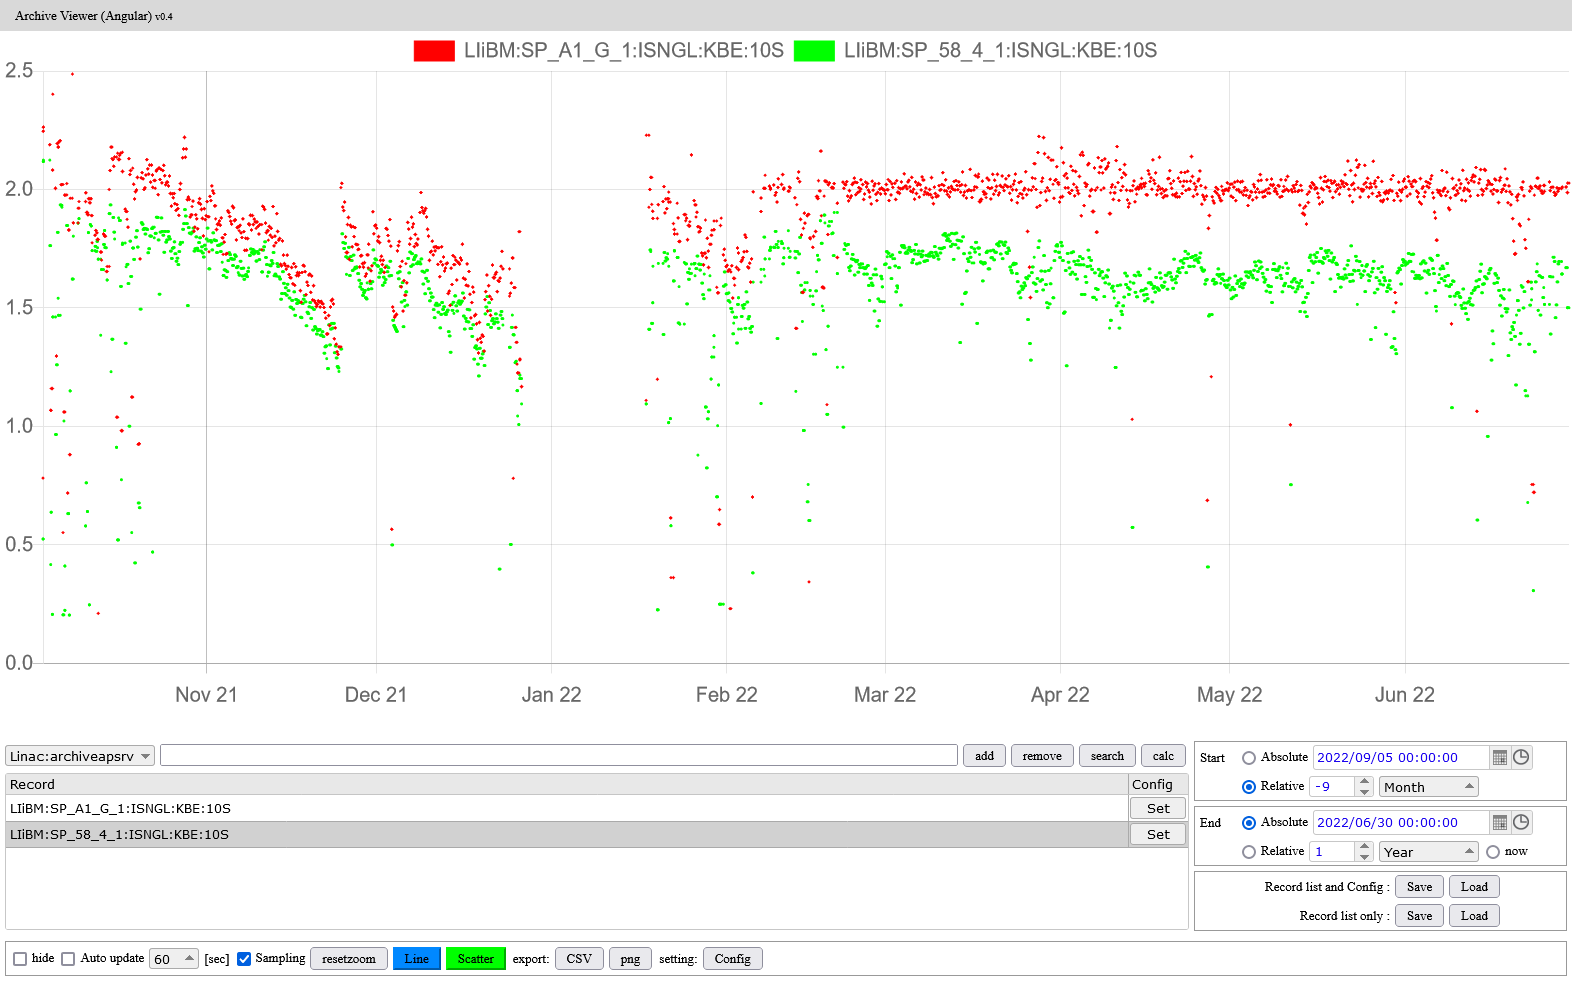 Archive Viewer (Angular) v0.4
LIiBM:SP_A1_G_1:ISNGL:KBE:10S LIiBM:SP_58_4_1:ISNGL:KBE:10S
2.5
2.0
1.5
1.0
0.5
0.0
Nov 21 Dec 21 Jan 22 Feb 22 Mar 22 Apr 22 May 22 Jun 22
Linac:archiveapsrv add remove search calc
Record Config
LIiBM:SP_A1_G_1:ISNGL:KBE:10S Set
LIiBM:SP_58_4_1:ISNGL:KBE:10S Set
Start Absolute 2022/09/05 00:00:00
Relative -9 Month
End Absolute 2022/06/30 00:00:00
Relative 1 Year now
Record list and Config : Save Load
Record list only : Save Load
hide Auto update 60 [sec] Sampling resetzoom Line Scatter export: CSV png setting: Config